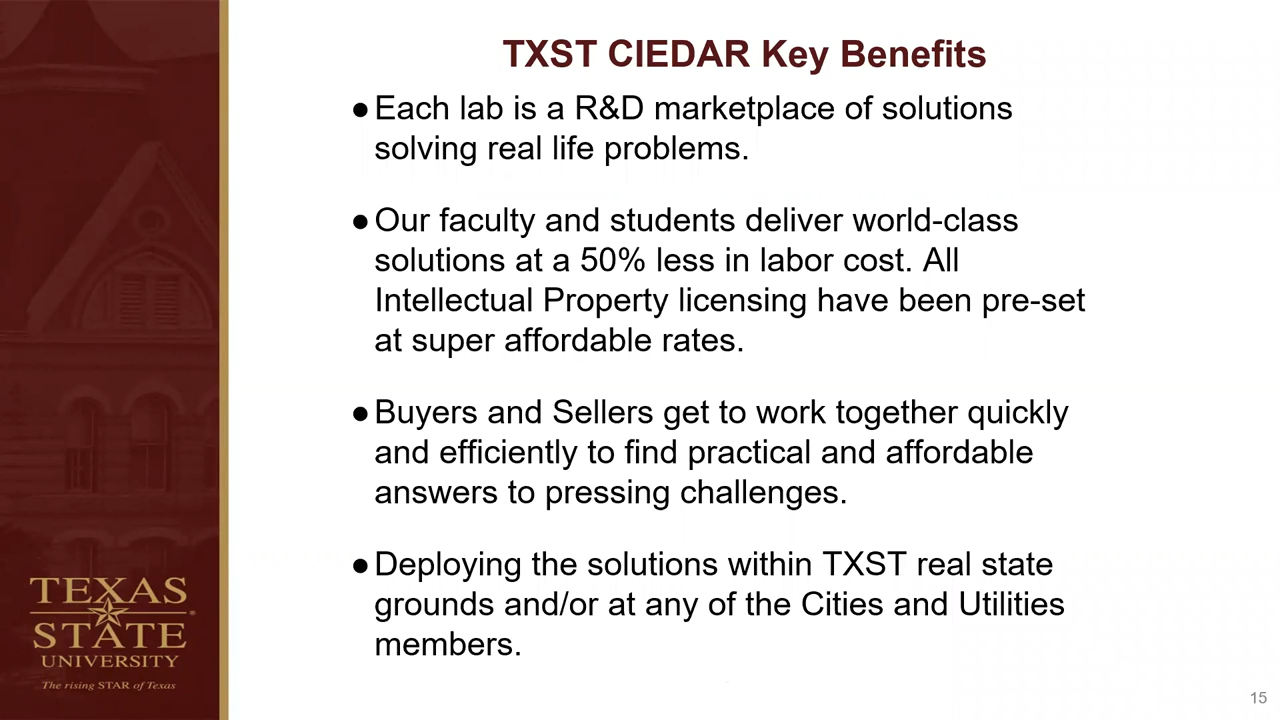 TXST CIEDAR Key Benefits
●Each lab is a R&D marketplace of solutions
solving real life problems.
●Our faculty and students deliver world-class
solutions at a 50% less in labor cost. All
Intellectual Property licensing have been pre-set
at super affordable rates.
●Buyers and Sellers get to work together quickly
and efficiently to find practical and affordable
answers to pressing challenges.
●Deploying the solutions within TXST real state
grounds and/or at any of the Cities and Utilities
members.
TEXAS
STATE®
UNIVERSITY
The rising STAR of Texas
15